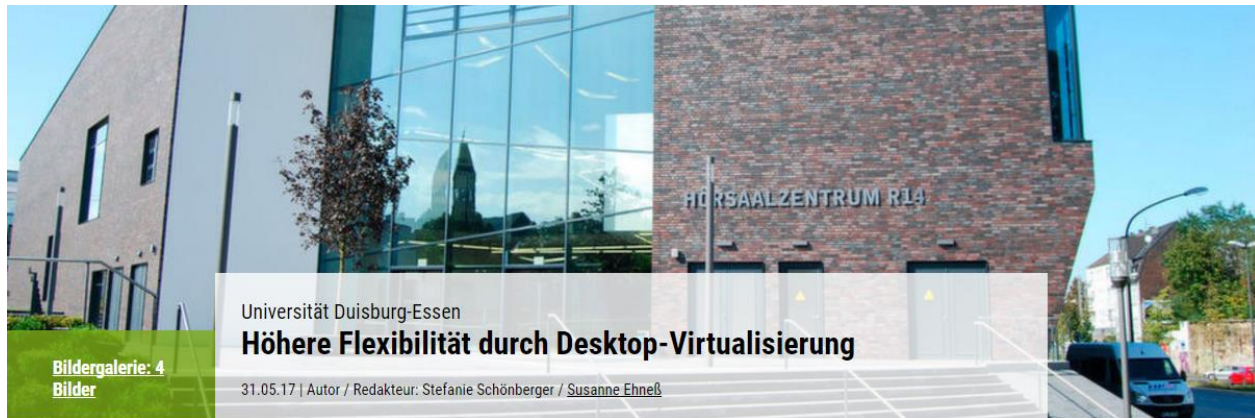 HÖRSAALZENTRUM R14
Universität Duisburg-Essen
Höhere Flexibilität durch Desktop-Virtualisierung
Bildergalerie: 4
Bilder
31.05.17 | Autor / Redakteur: Stefanie Schönberger / Susanne Ehneß